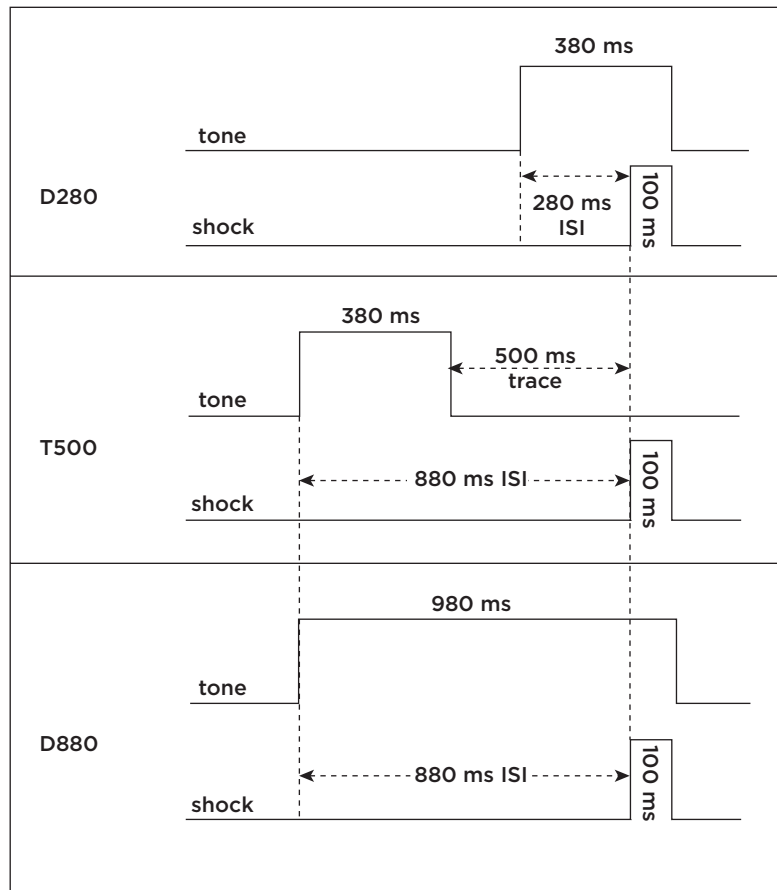 380 ms
tone
D280
280 ms
ISI
100 ms
shock
380 ms
500 ms
trace
tone
T500
880 ms ISI
100 ms
shock
980 ms
tone
D880
880 ms ISI
100 ms
shock